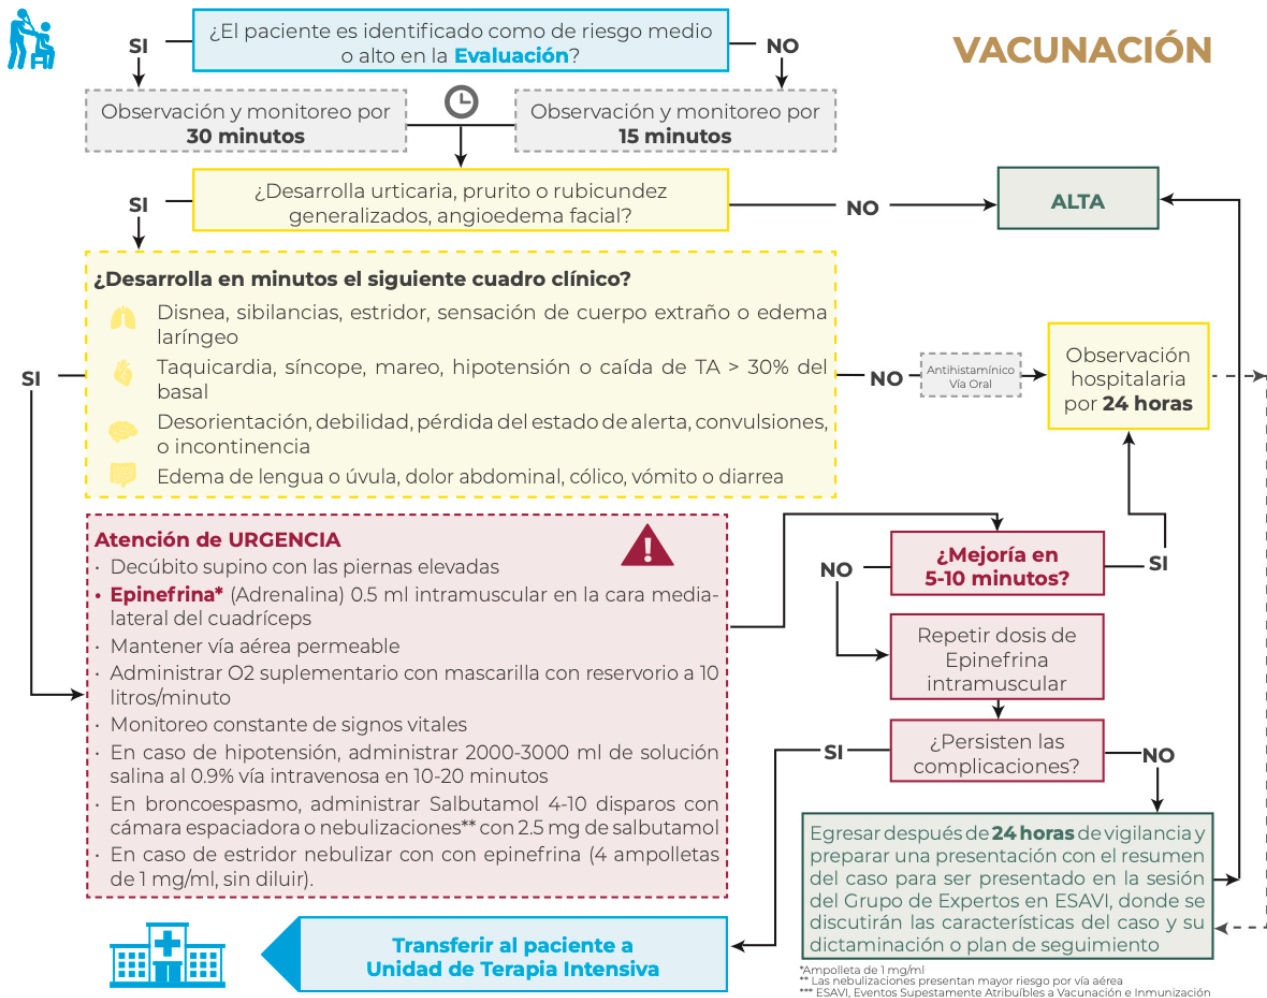 VACUNACIÓN
¿El paciente es identificado como de riesgo medio
o alto en la Evaluación?
SI
NO
Observación y monitoreo por
30 minutos
Observación y monitoreo por
15 minutos
¿Desarrolla urticaria, prurito o rubicundez
generalizados, angioedema facial?
SI
NO
ALTA
¿Desarrolla en minutos el siguiente cuadro clínico?
Disnea, sibilancias, estridor, sensación de cuerpo extraño o edema
laríngeo
Taquicardia, síncope, mareo, hipotensión o caída de TA > 30% del
basal
Desorientación, debilidad, pérdida del estado de alerta, convulsiones,
o incontinencia
Edema de lengua o úvula, dolor abdominal, cólico, vómito o diarrea
SI
NO
Antihistamínico
Vía Oral
Observación
hospitalaria
por 24 horas
Atención de URGENCIA
· Decúbito supino con las piernas elevadas
• Epinefrina* (Adrenalina) 0.5 ml intramuscular en la cara media-
lateral del cuadríceps
· Mantener vía aérea permeable
· Administrar O2 suplementario con mascarilla con reservorio a 10
litros/minuto
· Monitoreo constante de signos vitales
· En caso de hipotensión, administrar 2000-3000 ml de solución
salina al 0.9% vía intravenosa en 10-20 minutos
· En broncoespasmo, administrar Salbutamol 4-10 disparos con
cámara espaciadora o nebulizaciones** con 2.5 mg de salbutamol
· En caso de estridor nebulizar con con epinefrina (4 ampolletas
de 1 mg/ml, sin diluir).
¿Mejoría en
5-10 minutos?
NO
SI
Repetir dosis de
Epinefrina
intramuscular
¿Persisten las
complicaciones?
SI
NO
Egresar después de 24 horas de vigilancia y
preparar una presentación con el resumen
del caso para ser presentado en la sesión
del Grupo de Expertos en ESAVI, donde se
discutirán las características del caso y su
dictaminación o plan de seguimiento
Transferir al paciente a
Unidad de Terapia Intensiva
*Ampolleta de 1 mg/ml
** Las nebulizaciones presentan mayor riesgo por vía aérea
*** ESAVI, Eventos Supestamente Atribuíbles a Vacunación e Inmunización